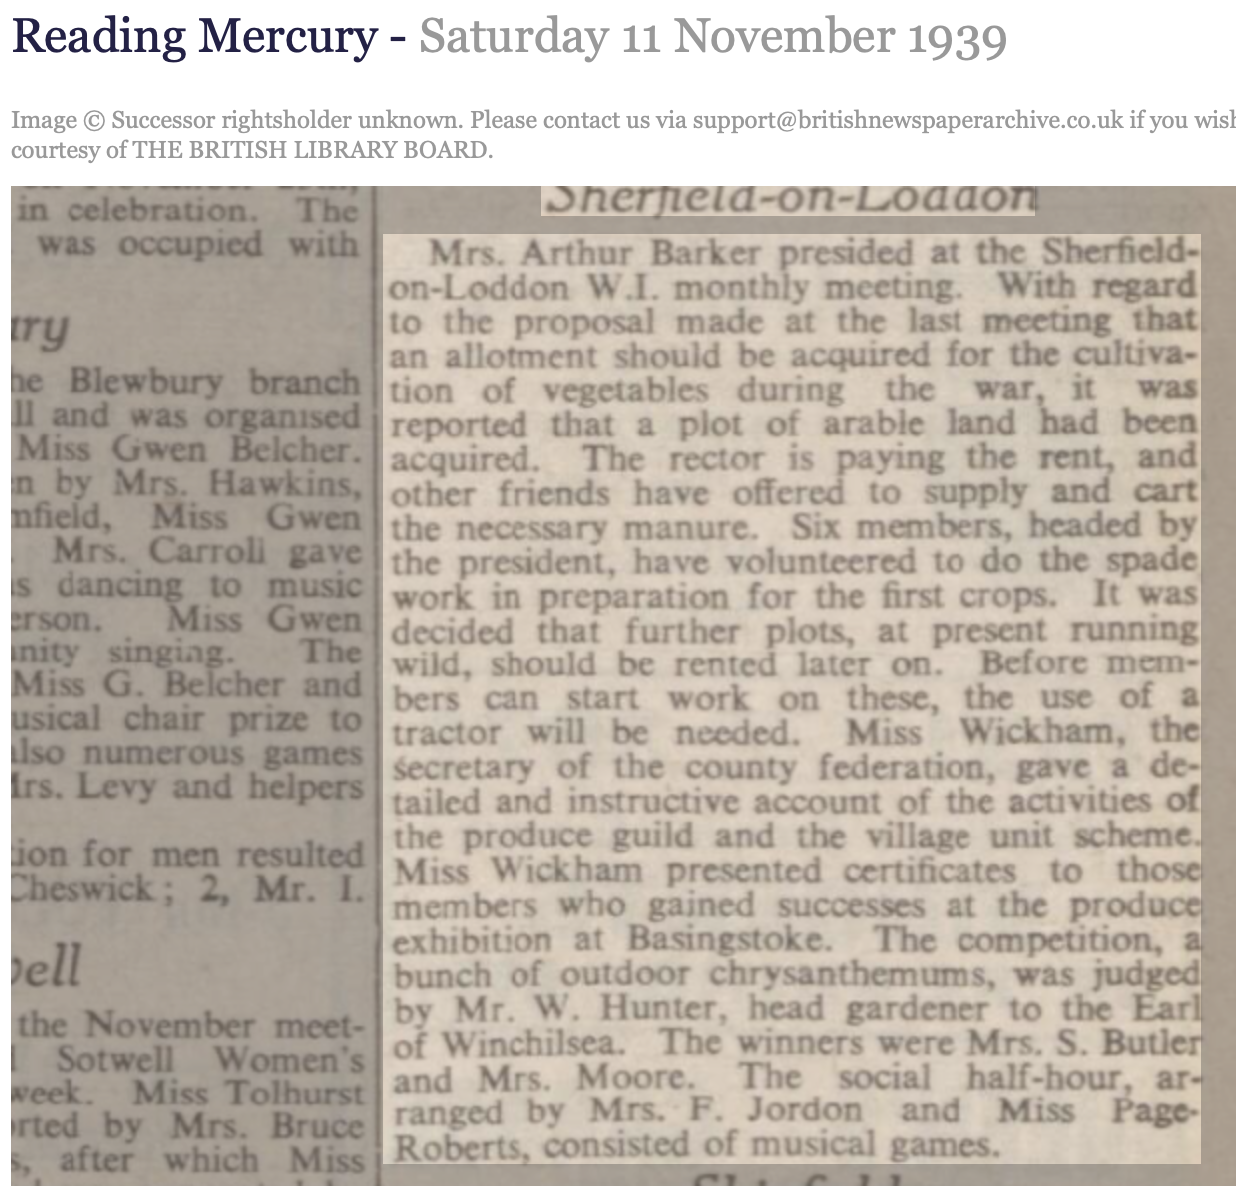 Reading Mercury - Saturday 11 November 1939
Image © Successor rightsholder unknown. Please contact us via support@britishnewspaperarchive.co.uk if you wish
courtesy of THE BRITISH LIBRARY BOARD.
in celebration. The
was occupied with
ry
he Blewbury branch
ll and was organised
Miss Gwen Belcher.
n by Mrs. Hawkins,
mfield, Miss Gwen
. Mrs. Carroll gave
s dancing to music
erson. Miss Gwen
nity singing. The
Miss G. Belcher and
usical chair prize to
also numerous games
Mrs. Levy and helpers
ion for men resulted
Cheswick; 2, Mr. I.
ell
the November meet-
Sotwell Women's
week. Miss Tolhurst
rted by Mrs. Bruce
s, after which Miss
Sherfield-on-Loddon
Mrs. Arthur Barker presided at the Sherfield-
on-Loddon W.I. monthly meeting. With regard
to the proposal made at the last meeting that
an allotment should be acquired for the cultiva-
tion of vegetables during the war, it was
reported that a plot of arable land had been
acquired. The rector is paying the rent, and
other friends have offered to supply and cart
the necessary manure. Six members, headed by
the president, have volunteered to do the spade
work in preparation for the first crops. It was
decided that further plots, at present running
wild, should be rented later on. Before mem-
bers can start work on these, the use of a
tractor will be needed. Miss Wickham, the
secretary of the county federation, gave a de-
tailed and instructive account of the activities of
the produce guild and the village unit scheme.
Miss Wickham presented certificates to those
members who gained successes at the produce
exhibition at Basingstoke. The competition, a
bunch of outdoor chrysanthemums, was judged
by Mr. W. Hunter, head gardener to the Earl
of Winchilsea. The winners were Mrs. S. Butler
and Mrs. Moore. The social half-hour, ar-
ranged by Mrs. F. Jordon and Miss Page-
Roberts, consisted of musical games.